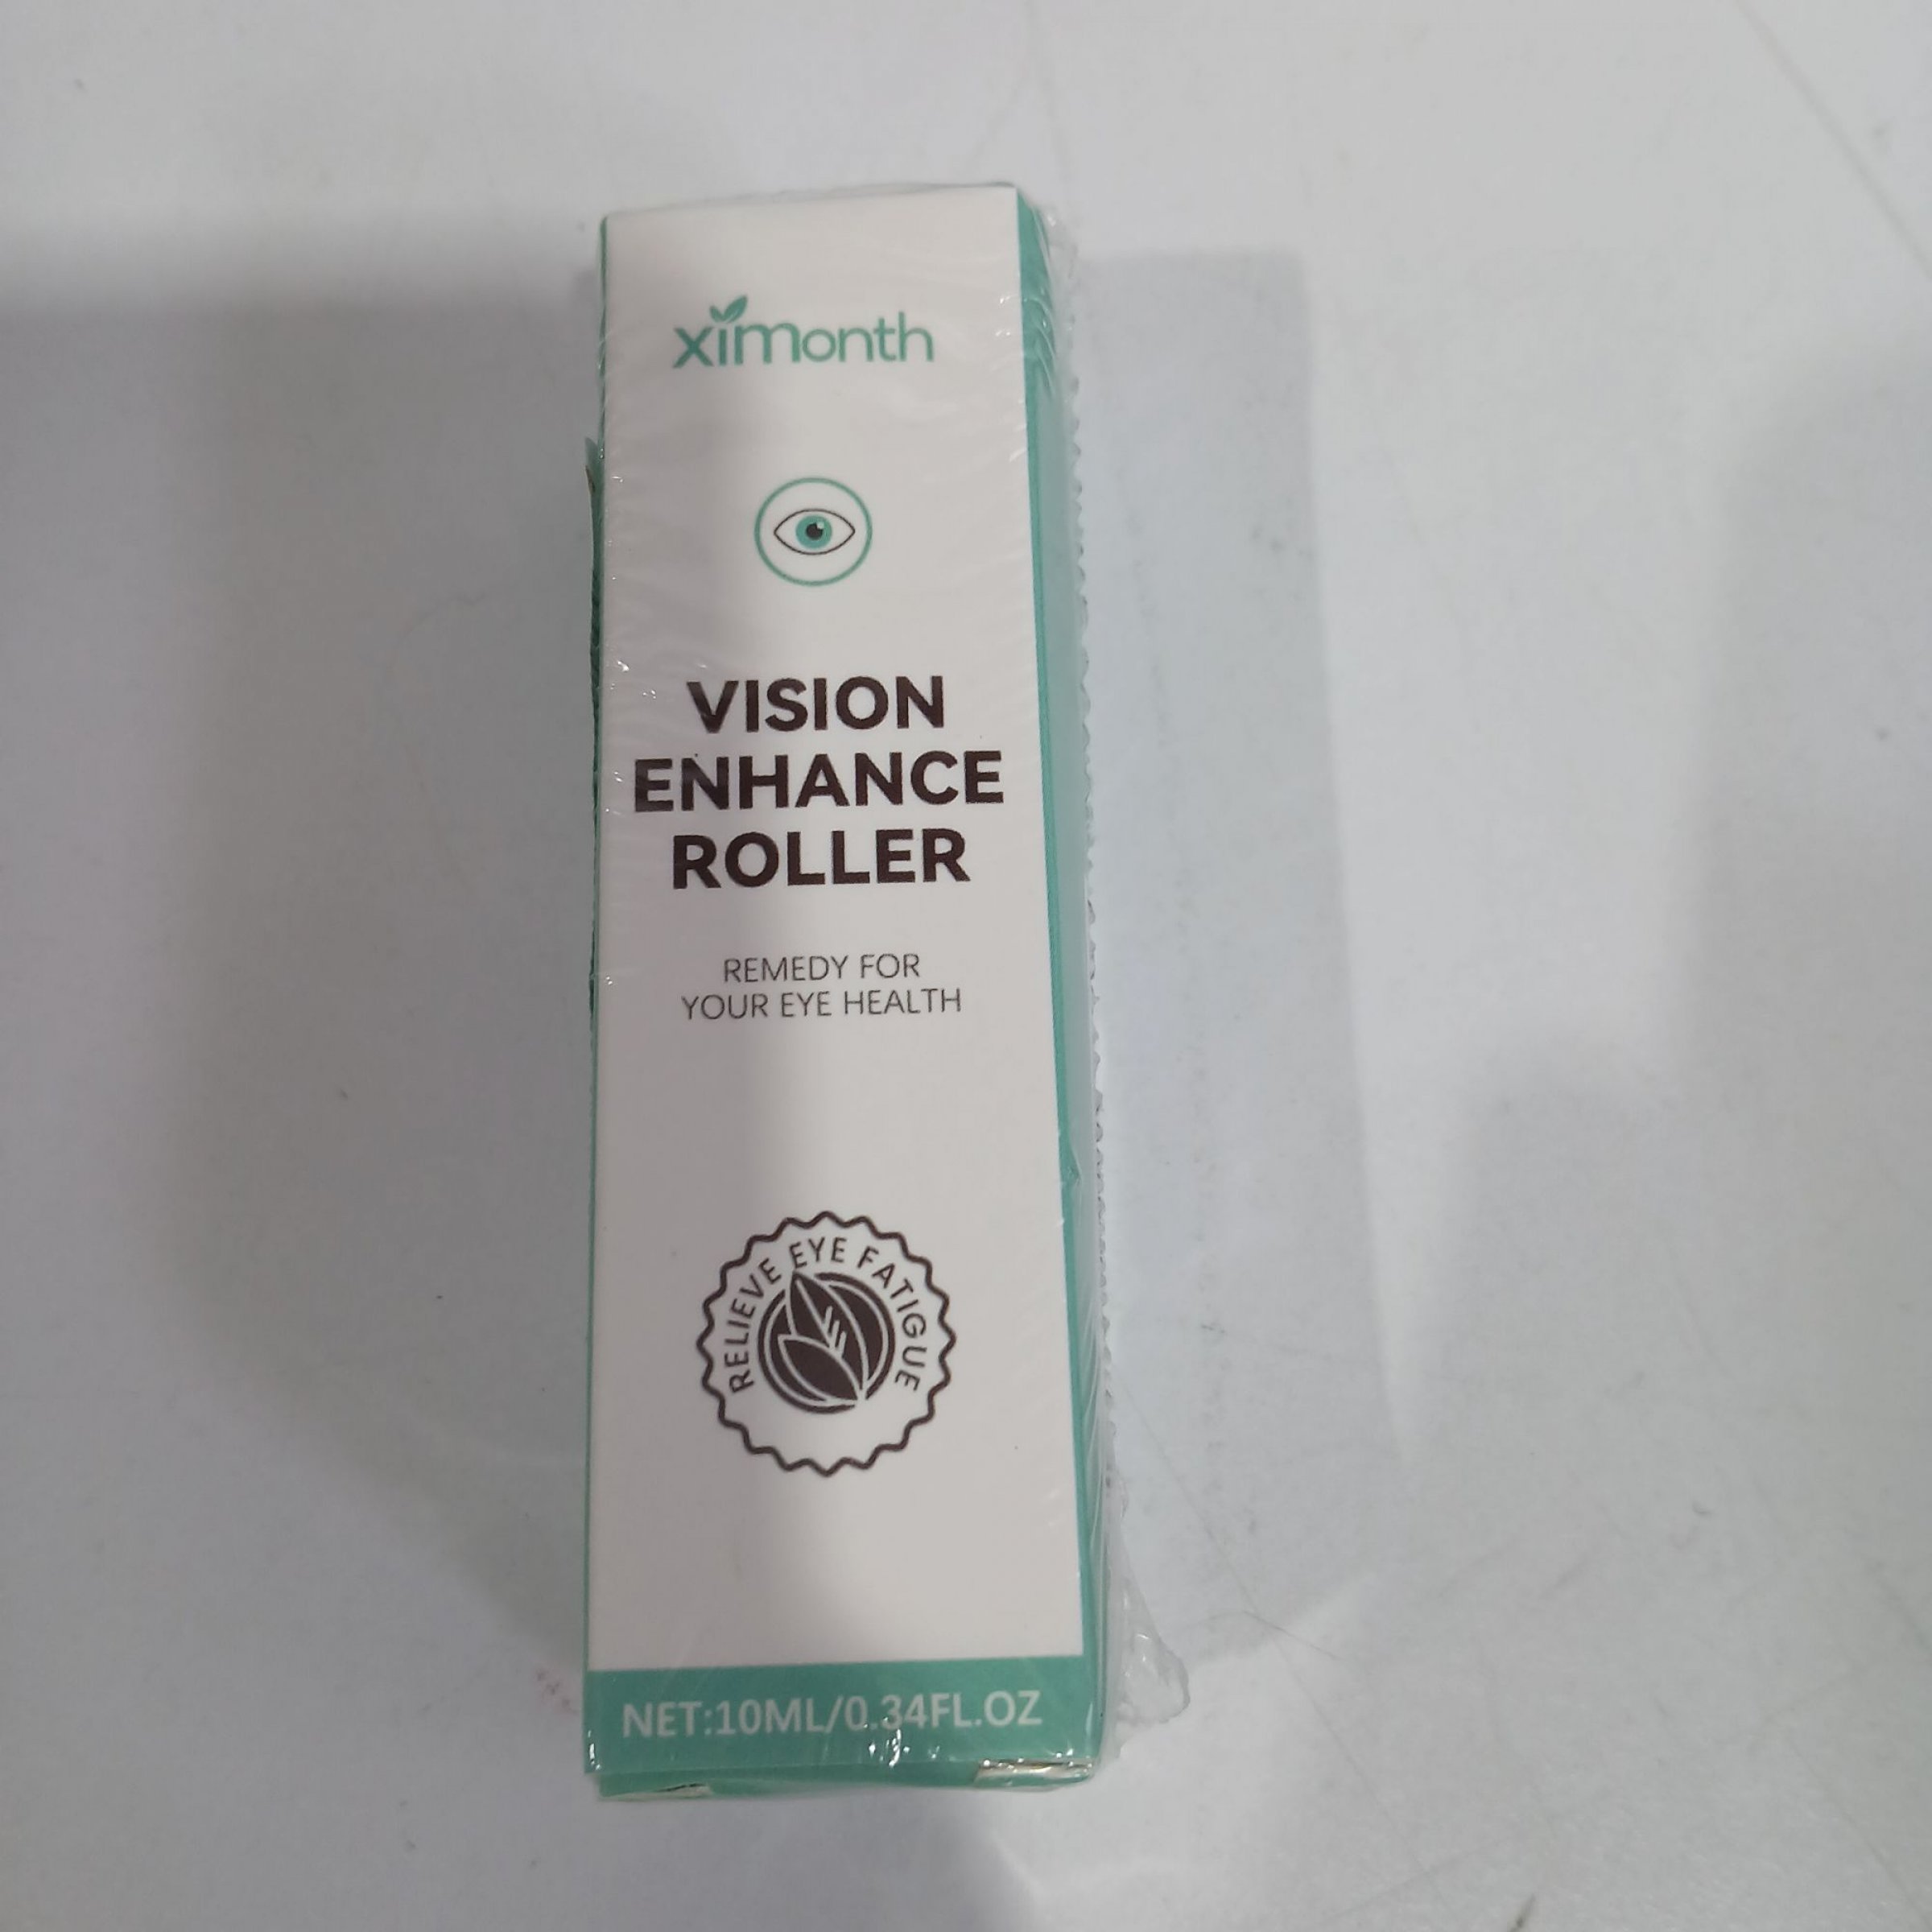 ximonth
VISION
ENHANCE
ROLLER
REMEDY FOR
YOUR EYE HEALTH
RELIEVE EYE FATIGUE
NET:10ML/0.34FL.OZ